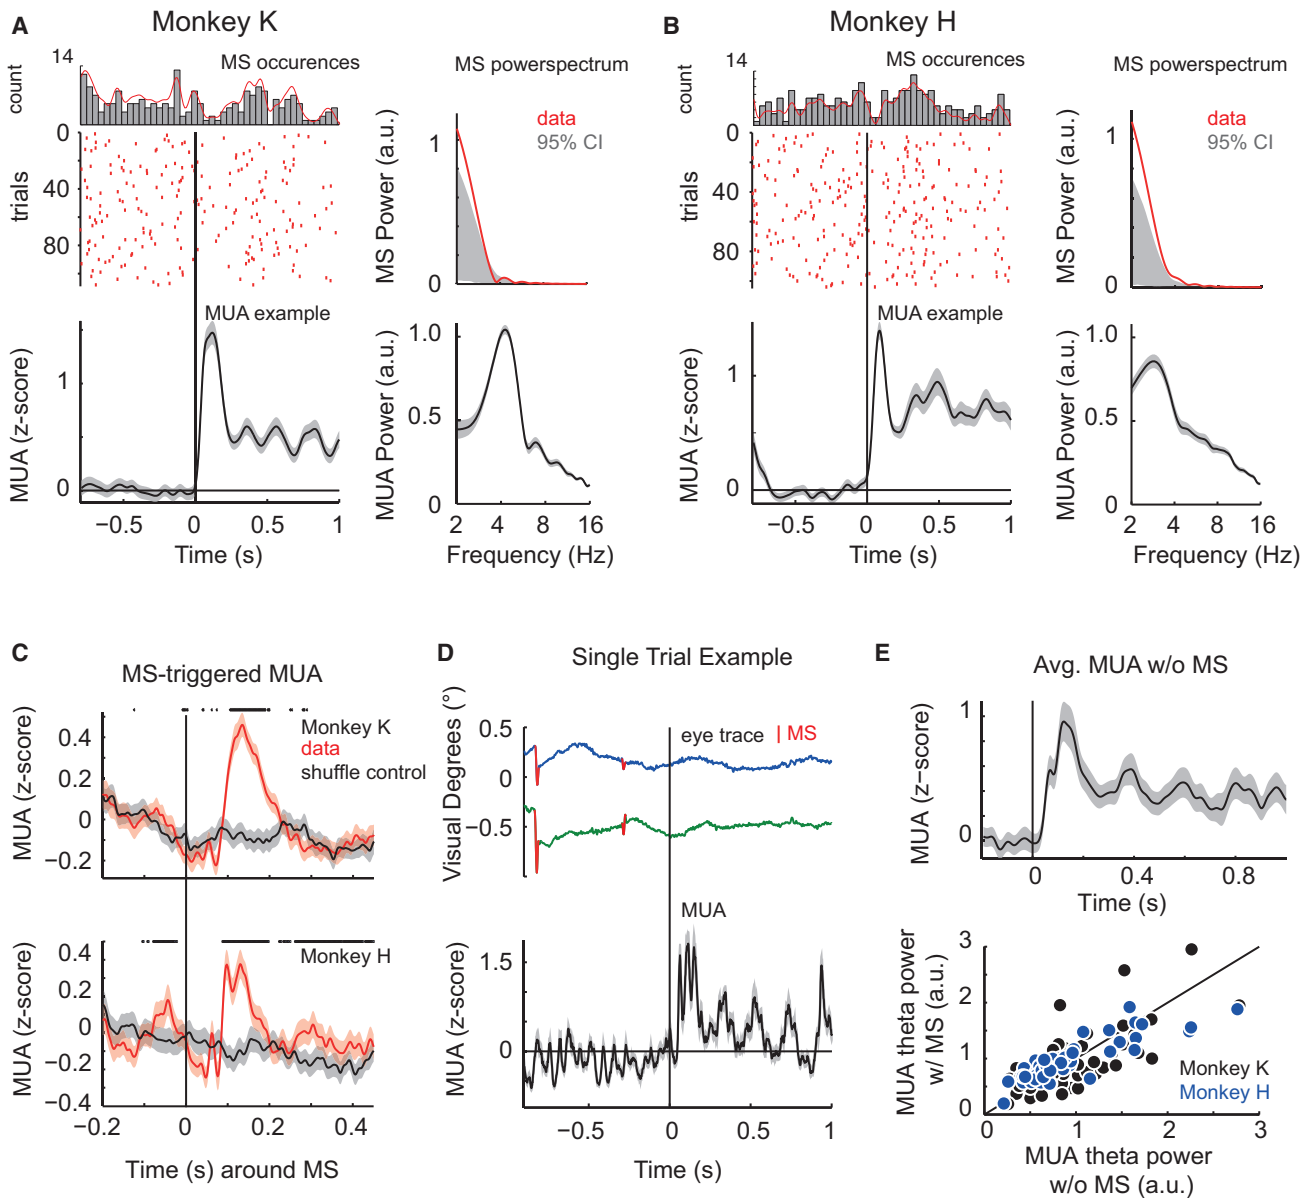 A
Monkey K
14
count
MS occurences
0
40
80
trials
MS powerspectrum
data
95% CI
1
0
MS Power (a.u.)
MUA example
1
0
MUA (z-score)
−0.5
0
0.5
1
Time (s)
1.0
0.5
0
MUA Power (a.u.)
2
4
8
16
Frequency (Hz)
B
Monkey H
14
count
MS occurences
0
40
80
trials
MS powerspectrum
data
95% CI
1
0
MS Power (a.u.)
MUA example
1
0
MUA (z-score)
−0.5
0
0.5
1
Time (s)
1.0
0.5
0
MUA Power (a.u.)
2
4
8
16
Frequency (Hz)
C
MS-triggered MUA
Monkey K
data
shuffle control
0.4
0.2
0
−0.2
MUA (z-score)
Monkey H
0.4
0.2
0
−0.2
−0.4
MUA (z-score)
−0.2
0
0.2
0.4
Time (s) around MS
D
Single Trial Example
0.5
0
−0.5
Visual Degrees (°)
eye trace | MS
MUA
1.5
0
MUA (z-score)
−0.5
0
0.5
1
Time (s)
E
Avg. MUA w/o MS
1
0
MUA (z−score)
0
0.4
0.8
Time (s)
3
2
1
0
MUA theta power
w/ MS (a.u.)
Monkey K
Monkey H
0
1
2
3
MUA theta power
w/o MS (a.u.)